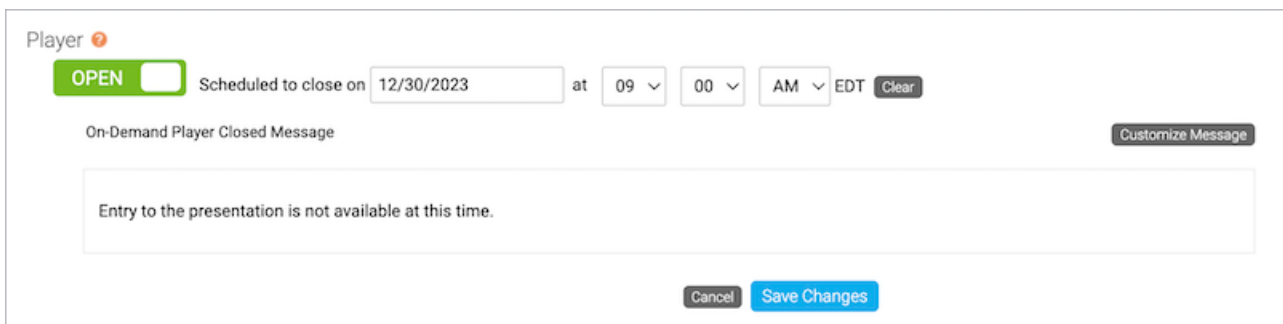 Player ?
OPEN Scheduled to close on 12/30/2023 at 09 00 AM EDT Clear
On-Demand Player Closed Message Customize Message
Entry to the presentation is not available at this time.
Cancel Save Changes